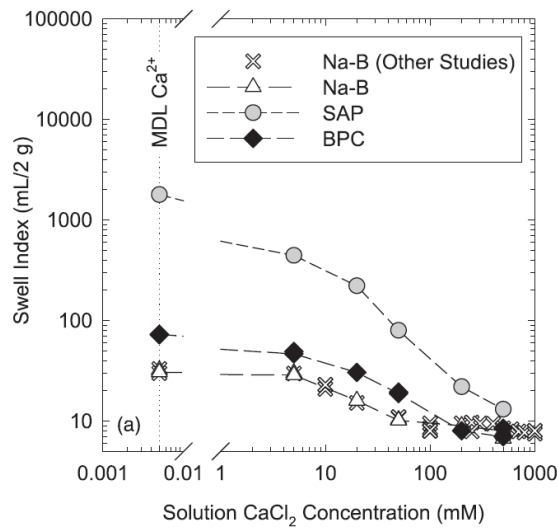 100000
10000
1000
100
10
Swell Index (mL/2 g)
MDL Ca²⁺
Na-B (Other Studies)
Na-B
SAP
BPC
(a)
0.001
0.01
1
10
100
1000
Solution CaCl₂ Concentration (mM)